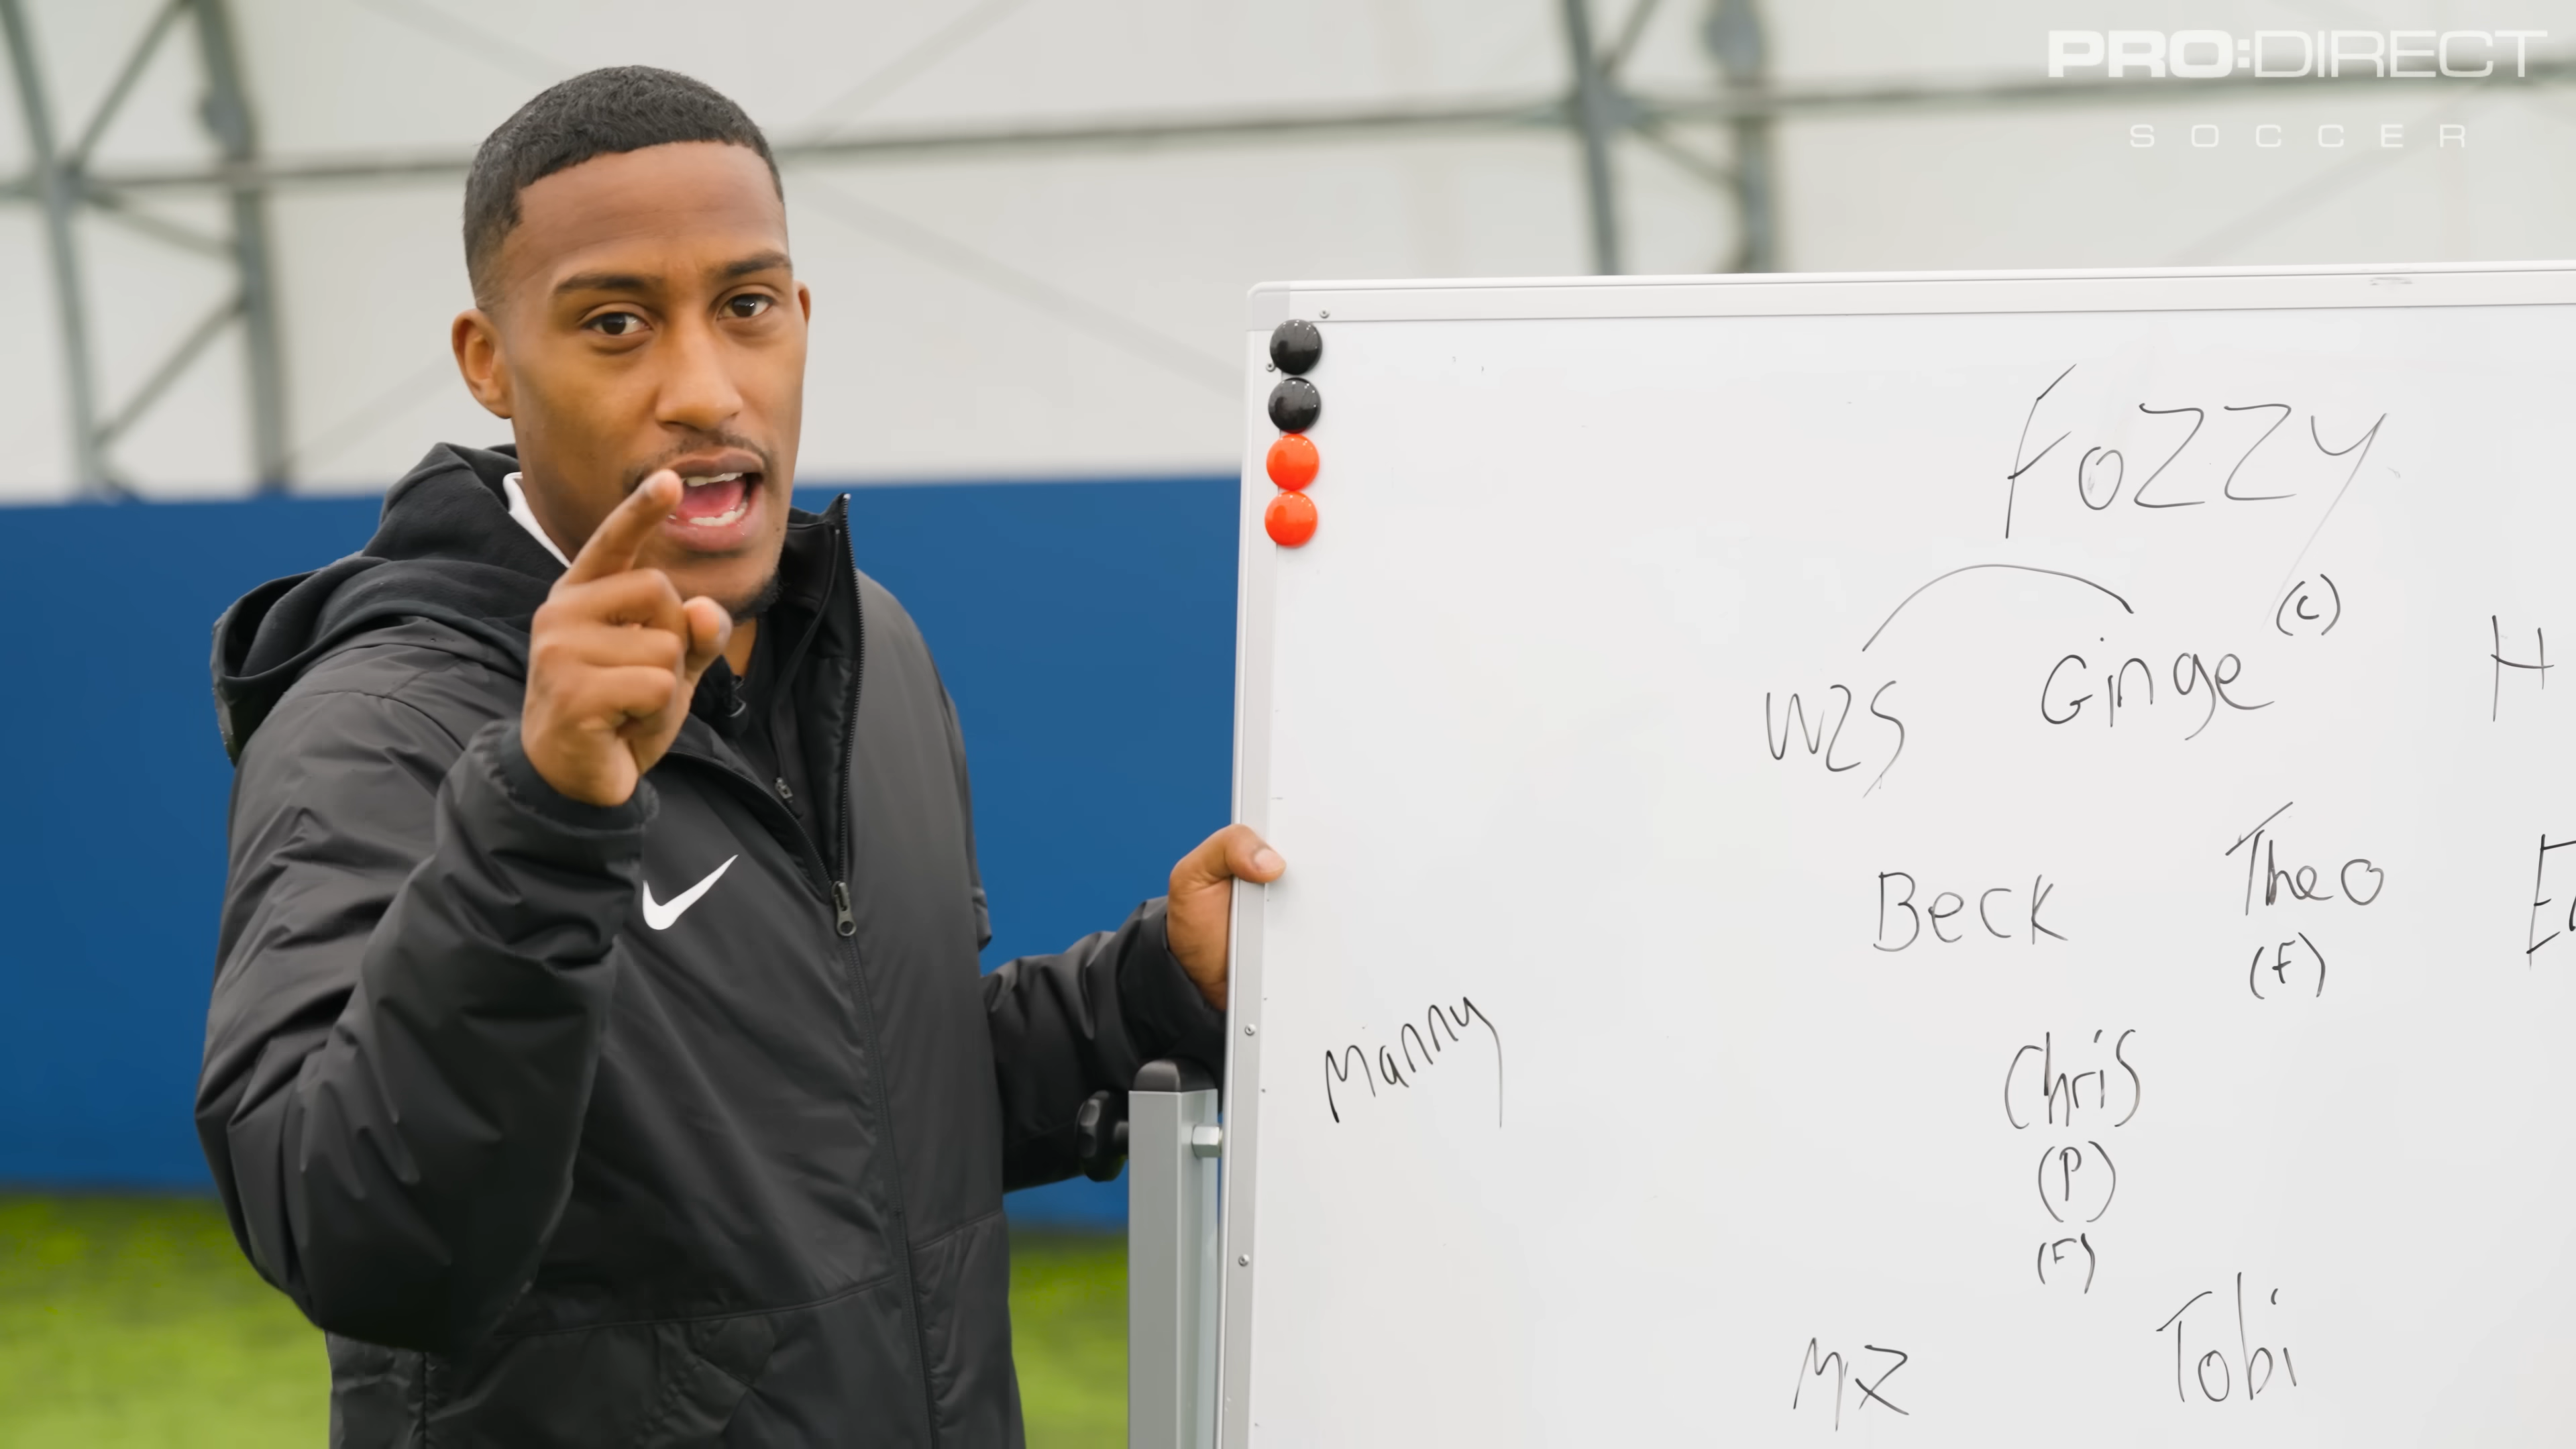 PRO:DIRECT
SOCCER
Fozzy
(C)
W2S Ginge H
Beck Theo
(F)
Manny
Chris
(P)
(F)
MZ Tobi